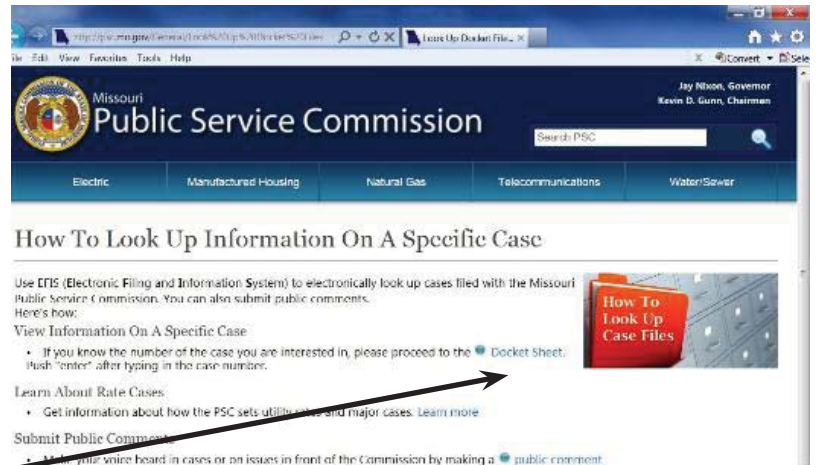 Look Up Docket File...
File Edit View Favorites Tools Help
X Convert Sele
Missouri
Public Service Commission
Jay Nixon, Governor
Kevin D. Gunn, Chairman
Search PSC
Electric Manufactured Housing Natural Gas Telecommunications Water/Sewer
How To Look Up Information On A Specific Case
Use EFIS (Electronic Filing and Information System) to electronically look up cases filed with the Missouri
Public Service Commission. You can also submit public comments.
Here's how:
How To
Look Up
Case Files
View Information On A Specific Case
• If you know the number of the case you are interested in, please proceed to the Docket Sheet.
Push "enter" after typing in the case number.
Learn About Rate Cases
• Get information about how the PSC sets utility rates and major cases. Learn more
Submit Public Comments
• Make your voice heard in cases or on issues in front of the Commission by making a public comment